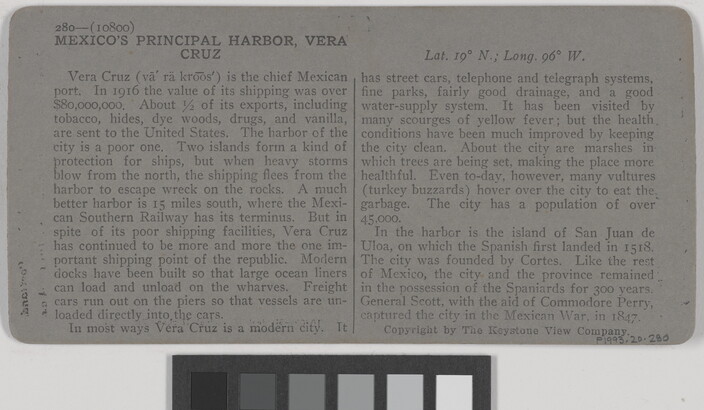 280—(10800)
MEXICO'S PRINCIPAL HARBOR, VERA
CRUZ
Lat. 19° N.; Long. 96° W.
Vera Cruz (vā´ rä krōōs′) is the chief Mexican
port. In 1916 the value of its shipping was over
$80,000,000. About ½ of its exports, including
tobacco, hides, dye woods, drugs, and vanilla,
are sent to the United States. The harbor of the
city is a poor one. Two islands form a kind of
protection for ships, but when heavy storms
blow from the north, the shipping flees from the
harbor to escape wreck on the rocks. A much
better harbor is 15 miles south, where the Mexi-
can Southern Railway has its terminus. But in
spite of its poor shipping facilities, Vera Cruz
has continued to be more and more the one im-
portant shipping point of the republic. Modern
docks have been built so that large ocean liners
can load and unload on the wharves. Freight
cars run out on the piers so that vessels are un-
loaded directly into the cars.
In most ways Vera Cruz is a modern city. It
has street cars, telephone and telegraph systems,
fine parks, fairly good drainage, and a good
water-supply system. It has been visited by
many scourges of yellow fever; but the health
conditions have been much improved by keeping
the city clean. About the city are marshes in
which trees are being set, making the place more
healthful. Even to-day, however, many vultures
(turkey buzzards) hover over the city to eat the
garbage. The city has a population of over
45,000.
In the harbor is the island of San Juan de
Uloa, on which the Spanish first landed in 1518.
The city was founded by Cortes. Like the rest
of Mexico, the city and the province remained
in the possession of the Spaniards for 300 years.
General Scott, with the aid of Commodore Perry,
captured the city in the Mexican War, in 1847.
Copyright by The Keystone View Company.
P1993.20.280